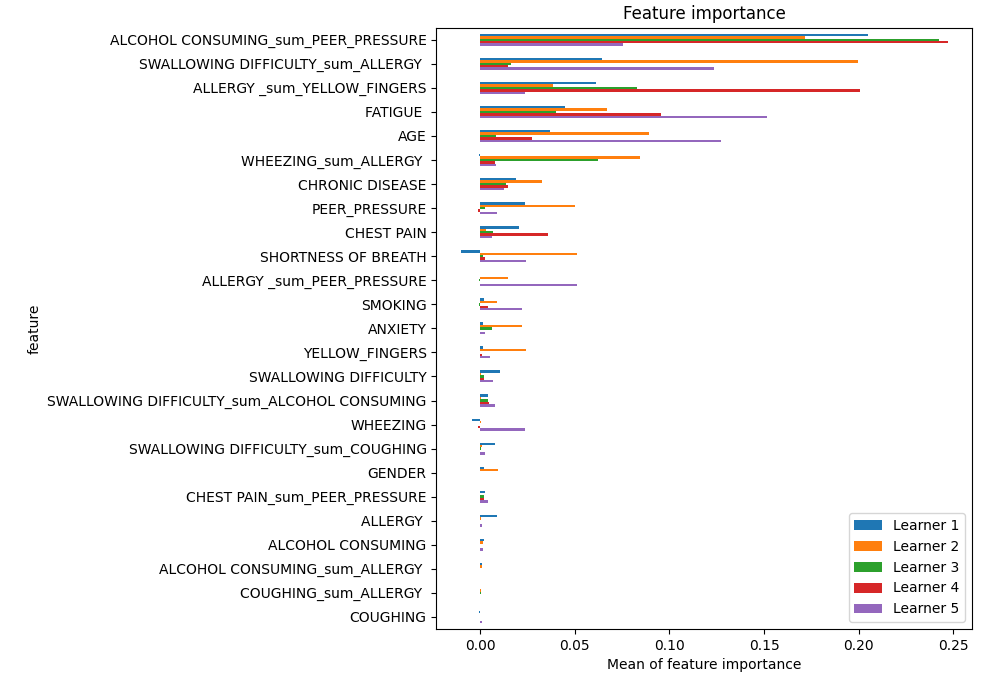 Feature importance
ALCOHOL CONSUMING_sum_PEER_PRESSURE
SWALLOWING DIFFICULTY_sum_ALLERGY
ALLERGY _sum_YELLOW_FINGERS
FATIGUE
AGE
WHEEZING_sum_ALLERGY
CHRONIC DISEASE
PEER_PRESSURE
CHEST PAIN
SHORTNESS OF BREATH
ALLERGY _sum_PEER_PRESSURE
SMOKING
ANXIETY
YELLOW_FINGERS
SWALLOWING DIFFICULTY
SWALLOWING DIFFICULTY_sum_ALCOHOL CONSUMING
WHEEZING
SWALLOWING DIFFICULTY_sum_COUGHING
GENDER
CHEST PAIN_sum_PEER_PRESSURE
ALLERGY
ALCOHOL CONSUMING
ALCOHOL CONSUMING_sum_ALLERGY
COUGHING_sum_ALLERGY
COUGHING
feature
Learner 1
Learner 2
Learner 3
Learner 4
Learner 5
0.00 0.05 0.10 0.15 0.20 0.25
Mean of feature importance